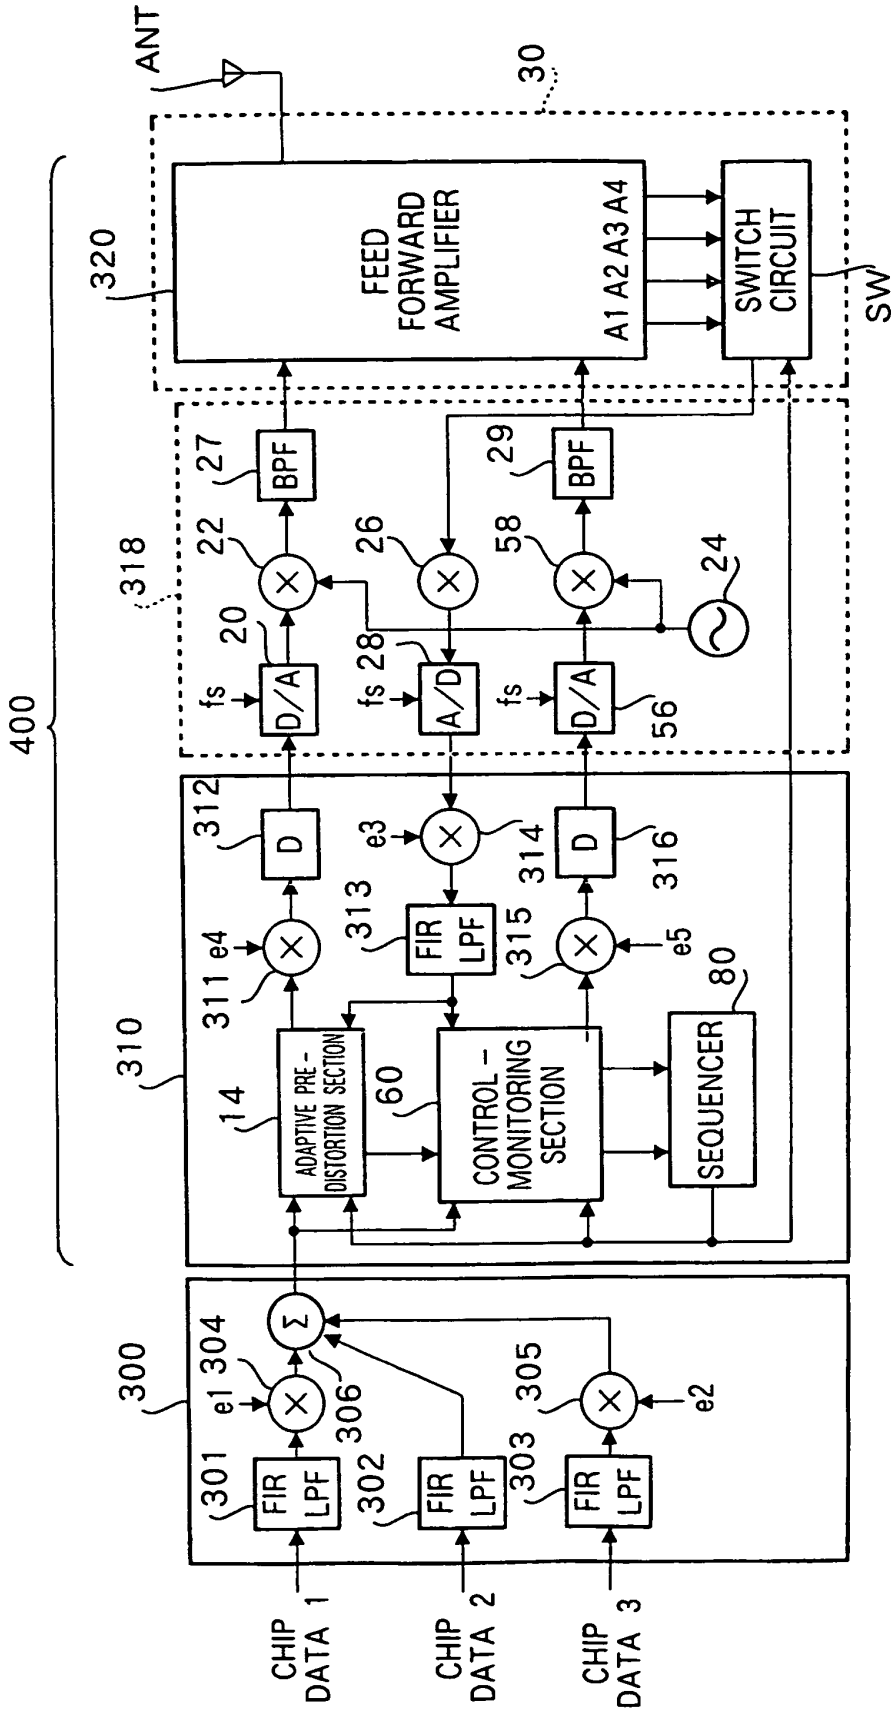 400
300
310
318
320
ANT
30
CHIP
DATA 1
301
FIR
LPF
e1
304
Σ
306
CHIP
DATA 2
302
FIR
LPF
CHIP
DATA 3
303
FIR
LPF
305
e2
14
ADAPTIVE PRE-
DISTORTION SECTION
311
e4
312
D
60
CONTROL-
MONITORING
SECTION
313
FIR
LPF
e3
314
315
e5
316
D
80
SEQUENCER
fs
20
D/A
22
27
BPF
fs
28
A/D
26
fs
D/A
56
58
29
BPF
24
FEED
FORWARD
AMPLIFIER
A1 A2 A3 A4
SWITCH
CIRCUIT
SW